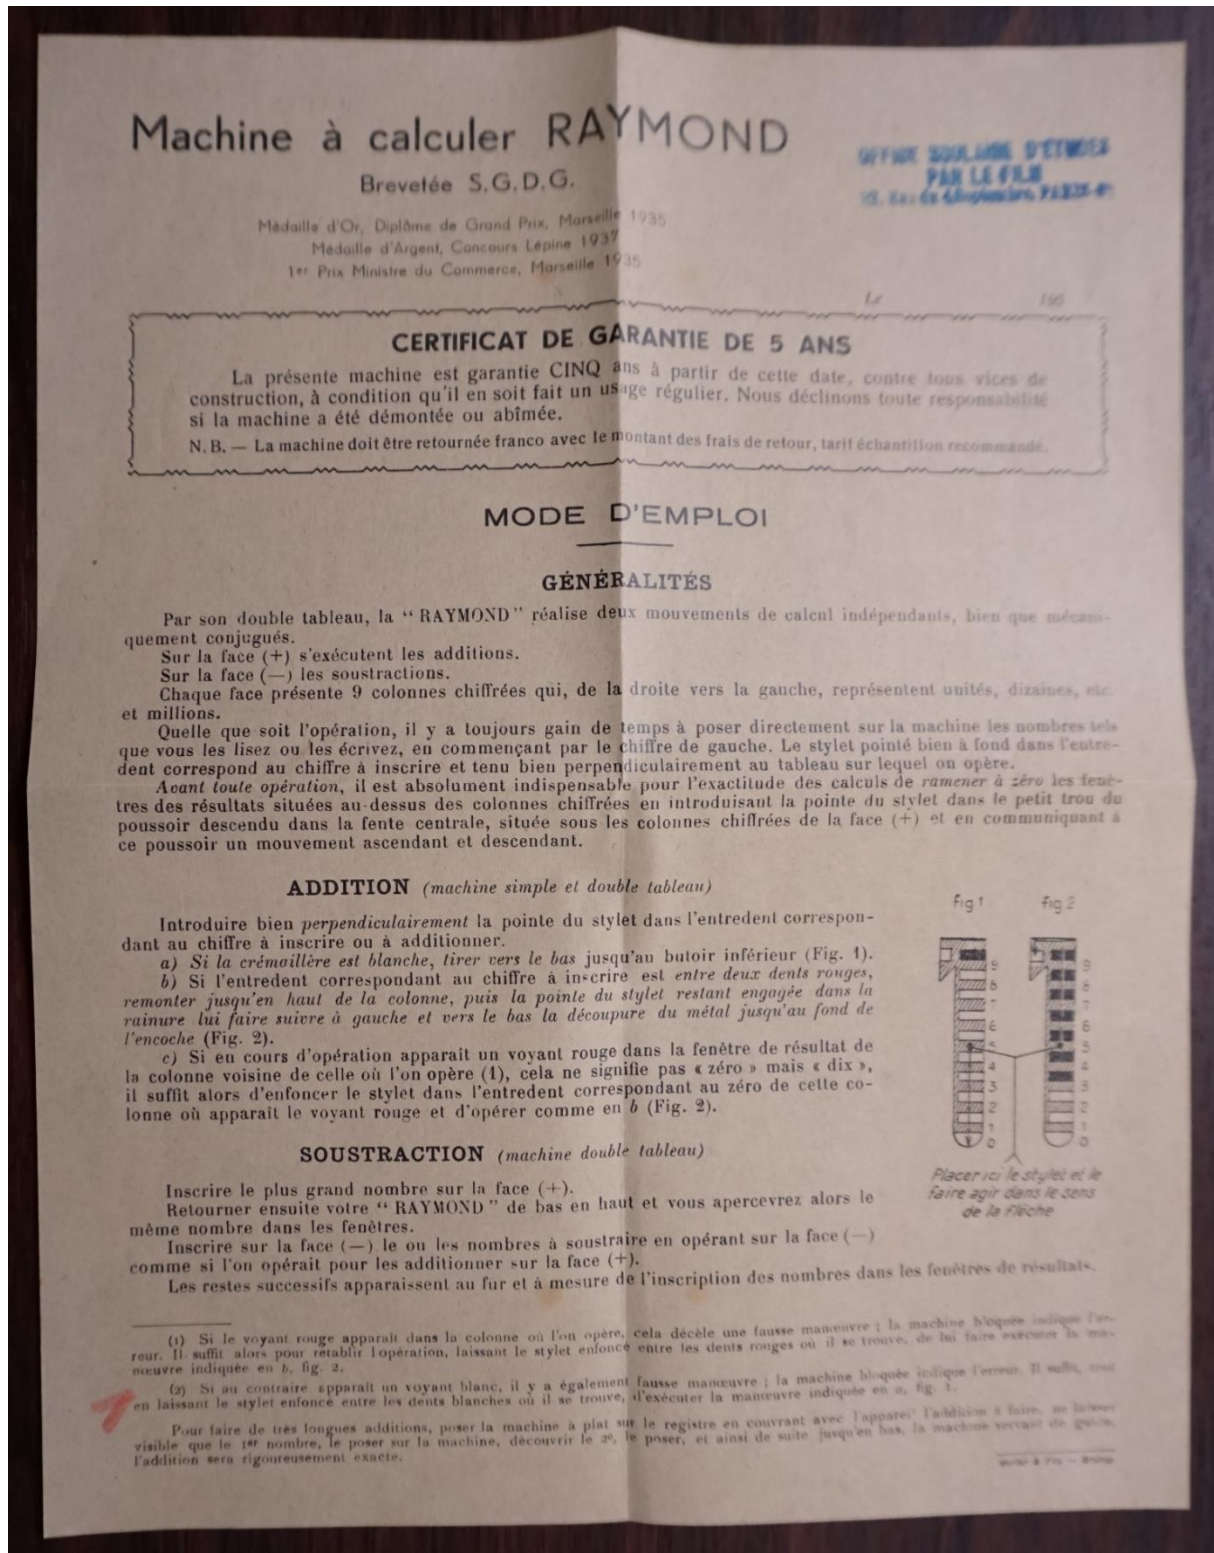 Machine à calculer RAYMOND
Brevetée S.G.D.G.
OFFICE SCOLAIRE D'ÉTUDES
PAR LE FILM
Rue du 4-Septembre, PARIS
Médaille d'Or, Diplôme de Grand Prix, Marseille 1935
Médaille d'Argent, Concours Lépine 1937
1er Prix Ministre du Commerce, Marseille 1935
Le 195
CERTIFICAT DE GARANTIE DE 5 ANS
La présente machine est garantie CINQ ans à partir de cette date, contre tous vices de
construction, à condition qu'il en soit fait un usage régulier. Nous déclinons toute responsabilité
si la machine a été démontée ou abîmée.
N. B. — La machine doit être retournée franco avec le montant des frais de retour, tarif échantillon recommandé.
MODE D'EMPLOI
GÉNÉRALITÉS
Par son double tableau, la “ RAYMOND ” réalise deux mouvements de calcul indépendants, bien que mécani-
quement conjugués.
Sur la face (+) s'exécutent les additions.
Sur la face (—) les soustractions.
Chaque face présente 9 colonnes chiffrées qui, de la droite vers la gauche, représentent unités, dizaines, etc.
et millions.
Quelle que soit l'opération, il y a toujours gain de temps à poser directement sur la machine les nombres tels
que vous les lisez ou les écrivez, en commençant par le chiffre de gauche. Le stylet pointé bien à fond dans l'entre-
dent correspond au chiffre à inscrire et tenu bien perpendiculairement au tableau sur lequel on opère.
Avant toute opération, il est absolument indispensable pour l'exactitude des calculs de ramener à zéro les fenê-
tres des résultats situées au-dessus des colonnes chiffrées en introduisant la pointe du stylet dans le petit trou du
poussoir descendu dans la fente centrale, située sous les colonnes chiffrées de la face (+) et en communiquant à
ce poussoir un mouvement ascendant et descendant.
ADDITION (machine simple et double tableau)
Introduire bien perpendiculairement la pointe du stylet dans l'entredent correspon-
dant au chiffre à inscrire ou à additionner.
a) Si la crémaillère est blanche, tirer vers le bas jusqu'au butoir inférieur (Fig. 1).
b) Si l'entredent correspondant au chiffre à inscrire est entre deux dents rouges,
remonter jusqu'en haut de la colonne, puis la pointe du stylet restant engagée dans la
rainure lui faire suivre à gauche et vers le bas la découpure du métal jusqu'au fond de
l'encoche (Fig. 2).
c) Si en cours d'opération apparaît un voyant rouge dans la fenêtre de résultat de
la colonne voisine de celle où l'on opère (1), cela ne signifie pas « zéro » mais « dix »,
il suffit alors d'enfoncer le stylet dans l'entredent correspondant au zéro de cette co-
lonne où apparaît le voyant rouge et d'opérer comme en b (Fig. 2).
fig 1 fig 2
9 9
8 8
7 7
6 6
5 5
4 4
3 3
2 2
1 1
0 0
Placer ici le stylet et le
faire agir dans le sens
de la flèche
SOUSTRACTION (machine double tableau)
Inscrire le plus grand nombre sur la face (+).
Retourner ensuite votre “ RAYMOND ” de bas en haut et vous apercevrez alors le
même nombre dans les fenêtres.
Inscrire sur la face (—) le ou les nombres à soustraire en opérant sur la face (—)
comme si l'on opérait pour les additionner sur la face (+).
Les restes successifs apparaissent au fur et à mesure de l'inscription des nombres dans les fenêtres de résultats.
(1) Si le voyant rouge apparaît dans la colonne où l'on opère, cela décèle une fausse manœuvre ; la machine bloquée indique l'er-
reur. Il suffit alors pour rétablir l'opération, laissant le stylet enfoncé entre les dents rouges où il se trouve, de lui faire exécuter la ma-
nœuvre indiquée en b, fig. 2.
(2) Si au contraire apparaît un voyant blanc, il y a également fausse manœuvre ; la machine bloquée indique l'erreur. Il suffit, tout
en laissant le stylet enfoncé entre les dents blanches où il se trouve, d'exécuter la manœuvre indiquée en a, fig. 1.
Pour faire de très longues additions, poser la machine à plat sur le registre en couvrant avec l'appareil l'addition à faire, ne laisser
visible que le 1er nombre, le poser sur la machine, découvrir le 2e, le poser, et ainsi de suite jusqu'en bas, la machine servant de guide,
l'addition sera rigoureusement exacte.